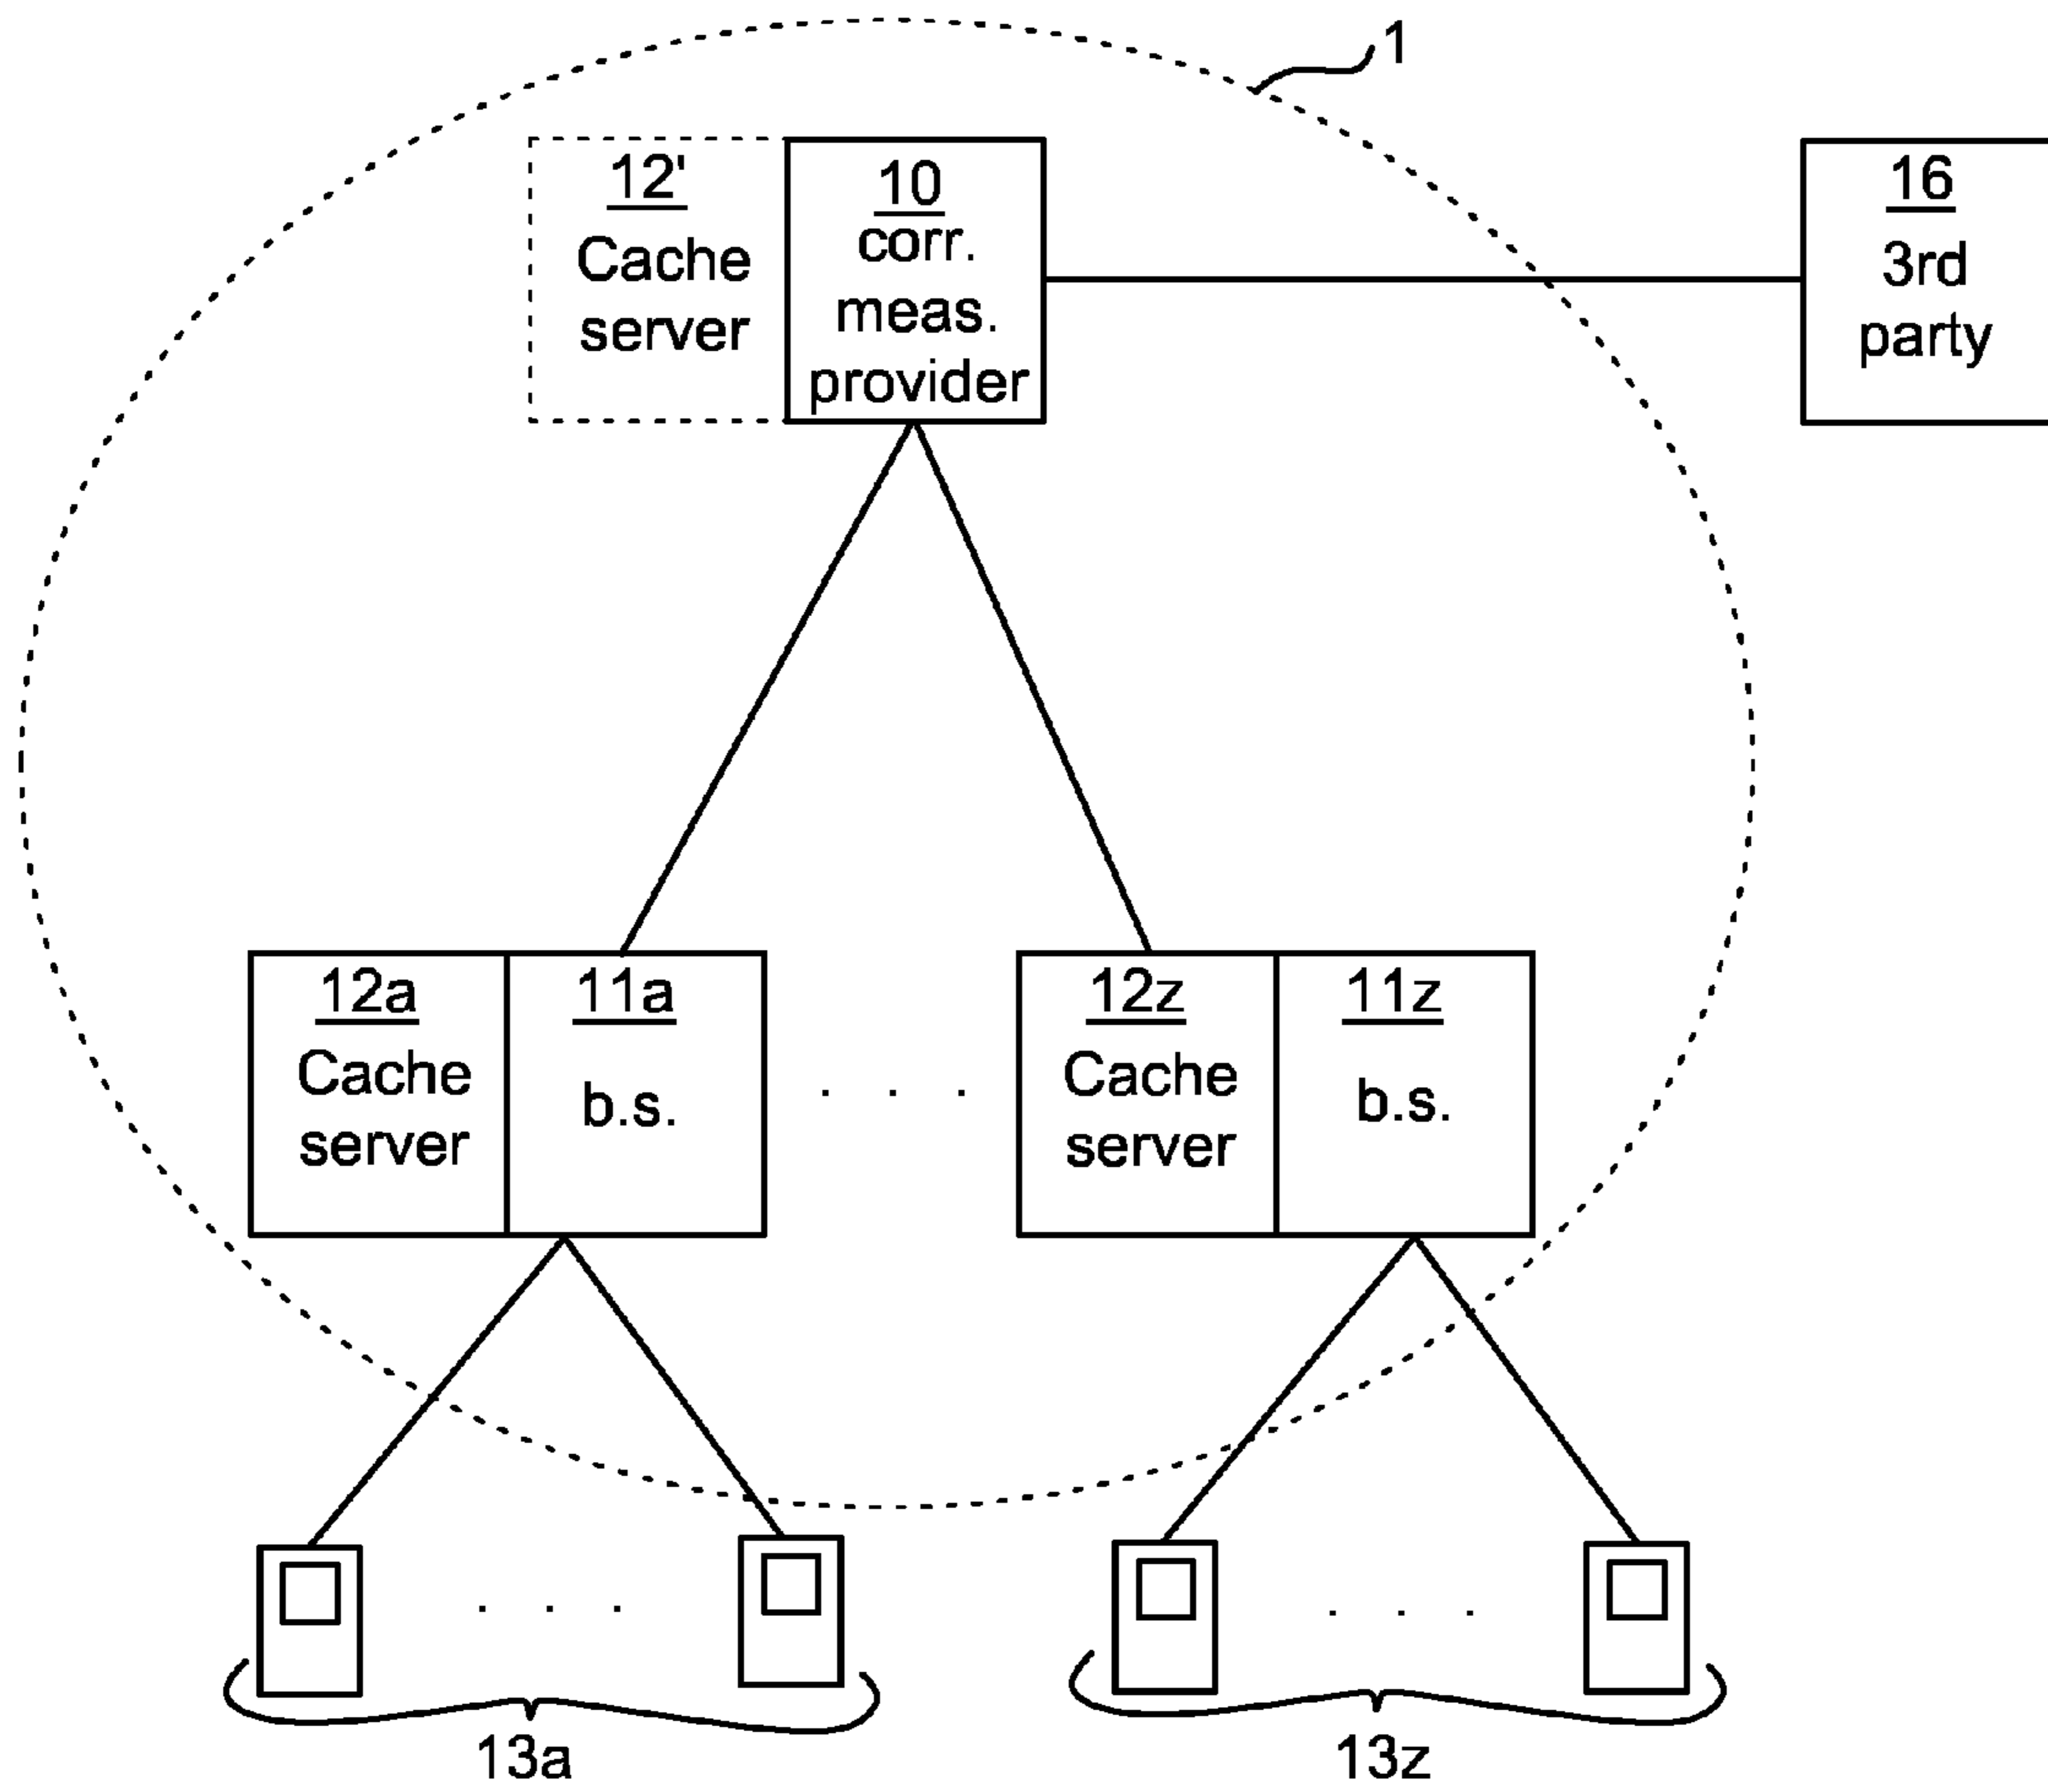 1
12'
Cache
server
10
corr.
meas.
provider
16
3rd
party
12a
Cache
server
11a
b.s.
. . .
12z
Cache
server
11z
b.s.
. . .
. . .
13a
13z